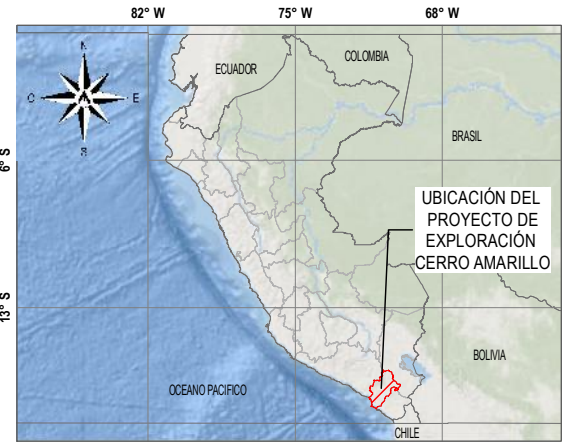 82° W
75° W
68° W
N
O
E
S
ECUADOR
COLOMBIA
BRASIL
6° S
UBICACIÓN DEL
PROYECTO DE
EXPLORACIÓN
CERRO AMARILLO
13° S
BOLIVIA
OCEANO PACIFICO
CHILE